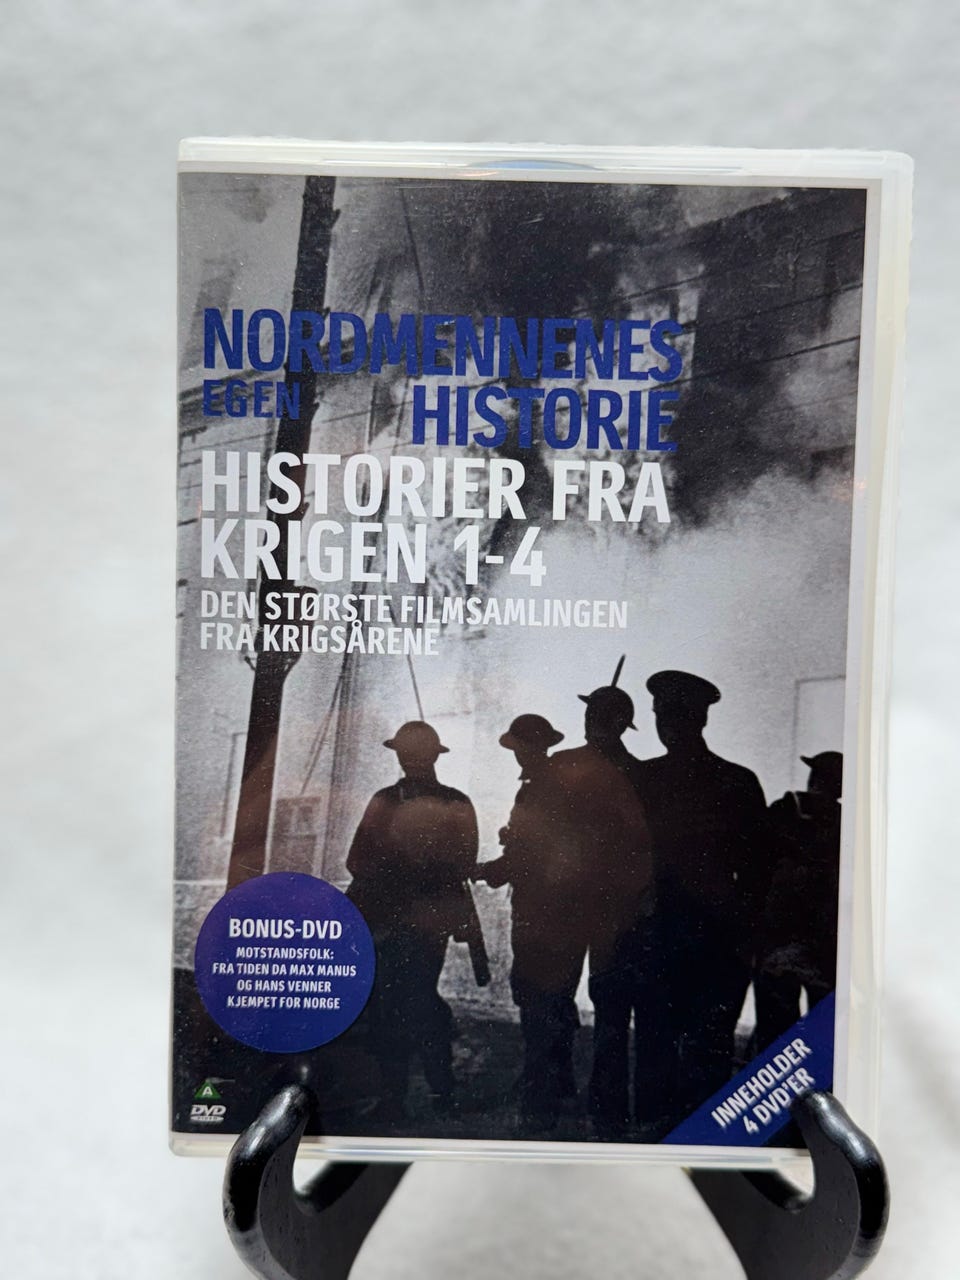 NORDMENNENES
EGEN HISTORIE
HISTORIER FRA
KRIGEN 1-4
DEN STØRSTE FILMSAMLINGEN
FRA KRIGSÅRENE
BONUS-DVD
MOTSTANDSFOLK:
FRA TIDEN DA MAX MANUS
OG HANS VENNER
KJEMPET FOR NORGE
A
DVD
VIDEO
INNEHOLDER
4 DVD'ER